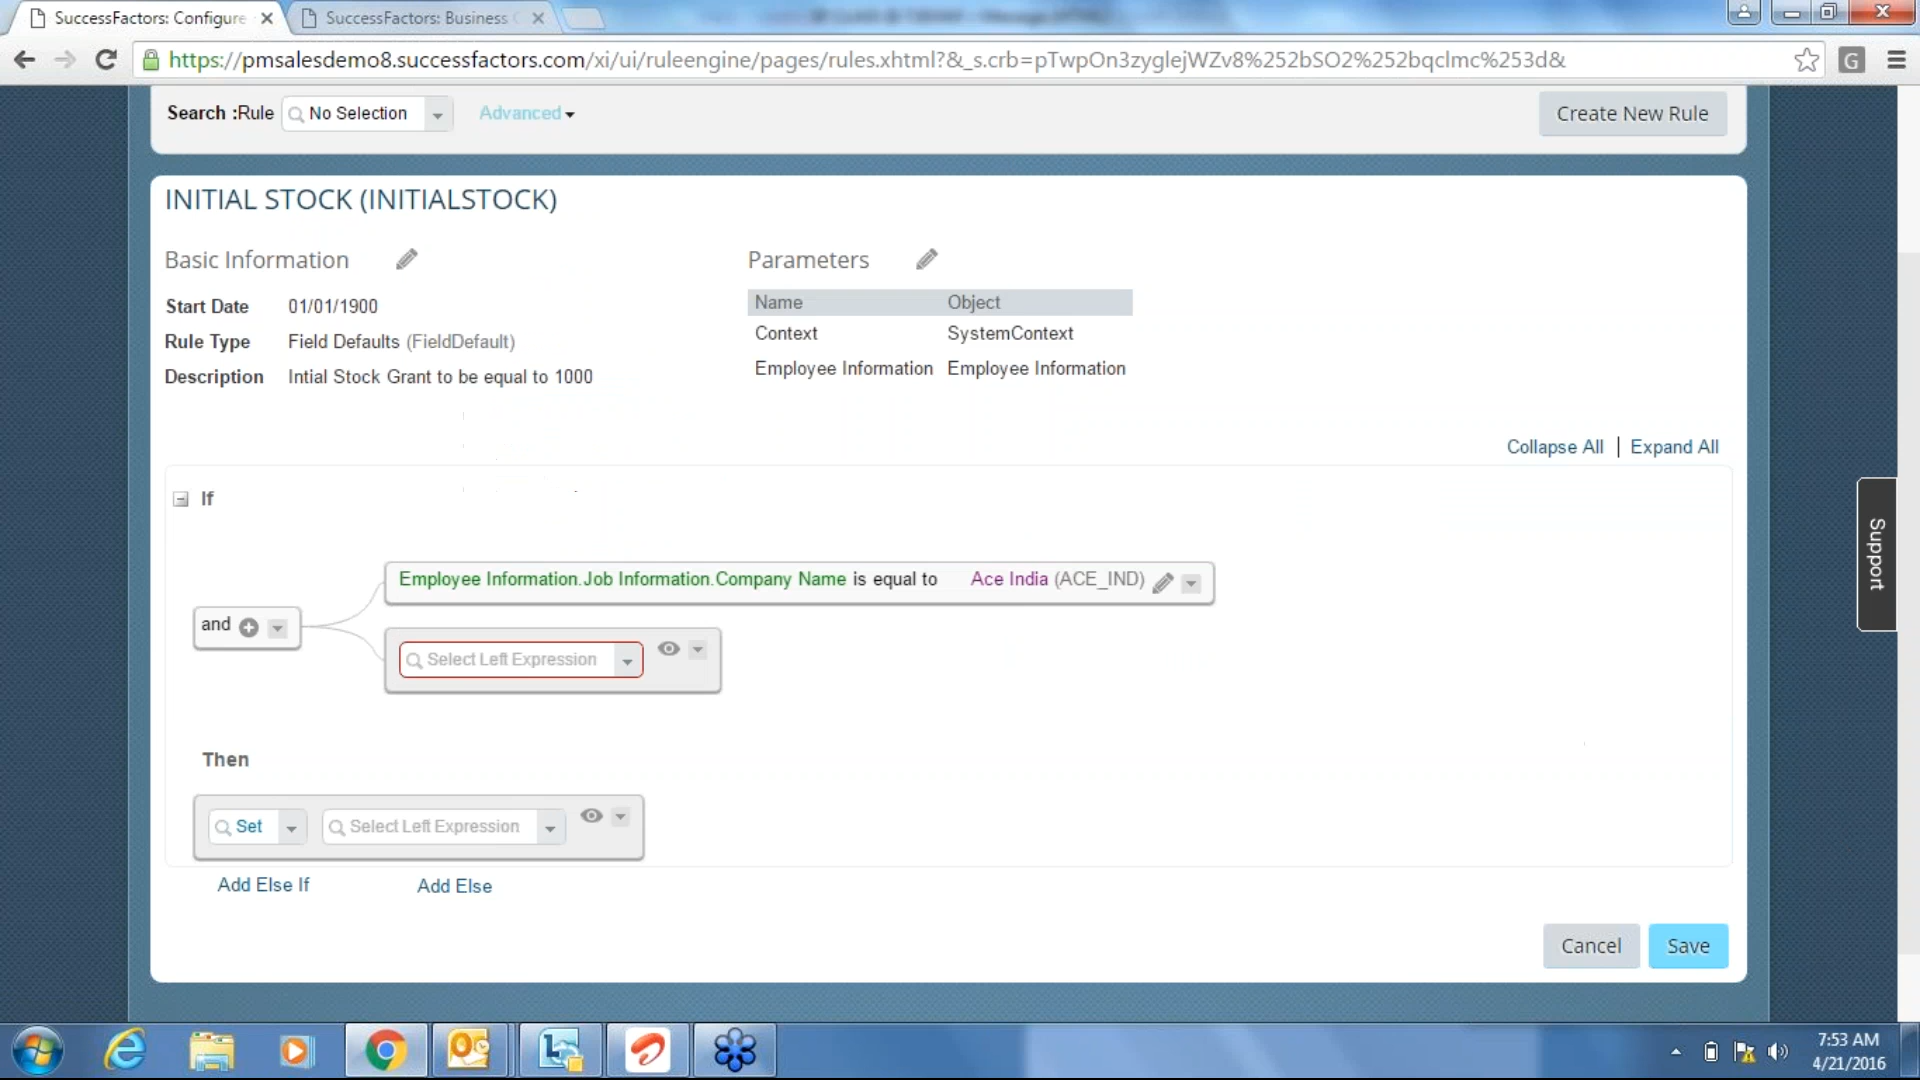 SuccessFactors: Configure
SuccessFactors: Business
https://pmsalesdemo8.successfactors.com/xi/ui/ruleengine/pages/rules.xhtml?&_s.crb=pTwpOn3zyglejWZv8%252bSO2%252bqclmc%253d&
Search :Rule No Selection Advanced Create New Rule
INITIAL STOCK (INITIALSTOCK)
Basic Information Parameters
Name Object
Start Date 01/01/1900
Context SystemContext
Rule Type Field Defaults (FieldDefault)
Employee Information Employee Information
Description Intial Stock Grant to be equal to 1000
Collapse All | Expand All
If
Employee Information.Job Information.Company Name is equal to Ace India (ACE_IND)
and
Select Left Expression
Support
Then
Set Select Left Expression
Add Else If Add Else
Cancel Save
7:53 AM
4/21/2016